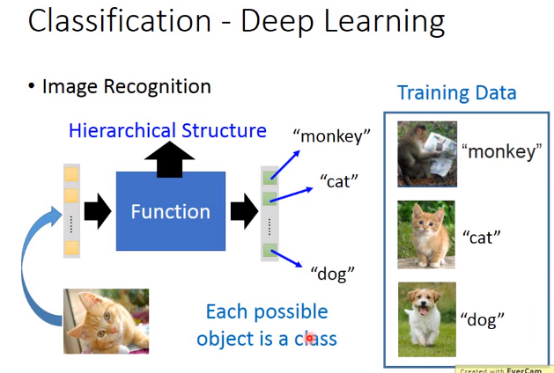 Classification - Deep Learning
• Image Recognition
Training Data
Hierarchical Structure
"monkey"
"cat"
"dog"
Function
Each possible
object is a class
"monkey"
"cat"
"dog"
Created with EverCam